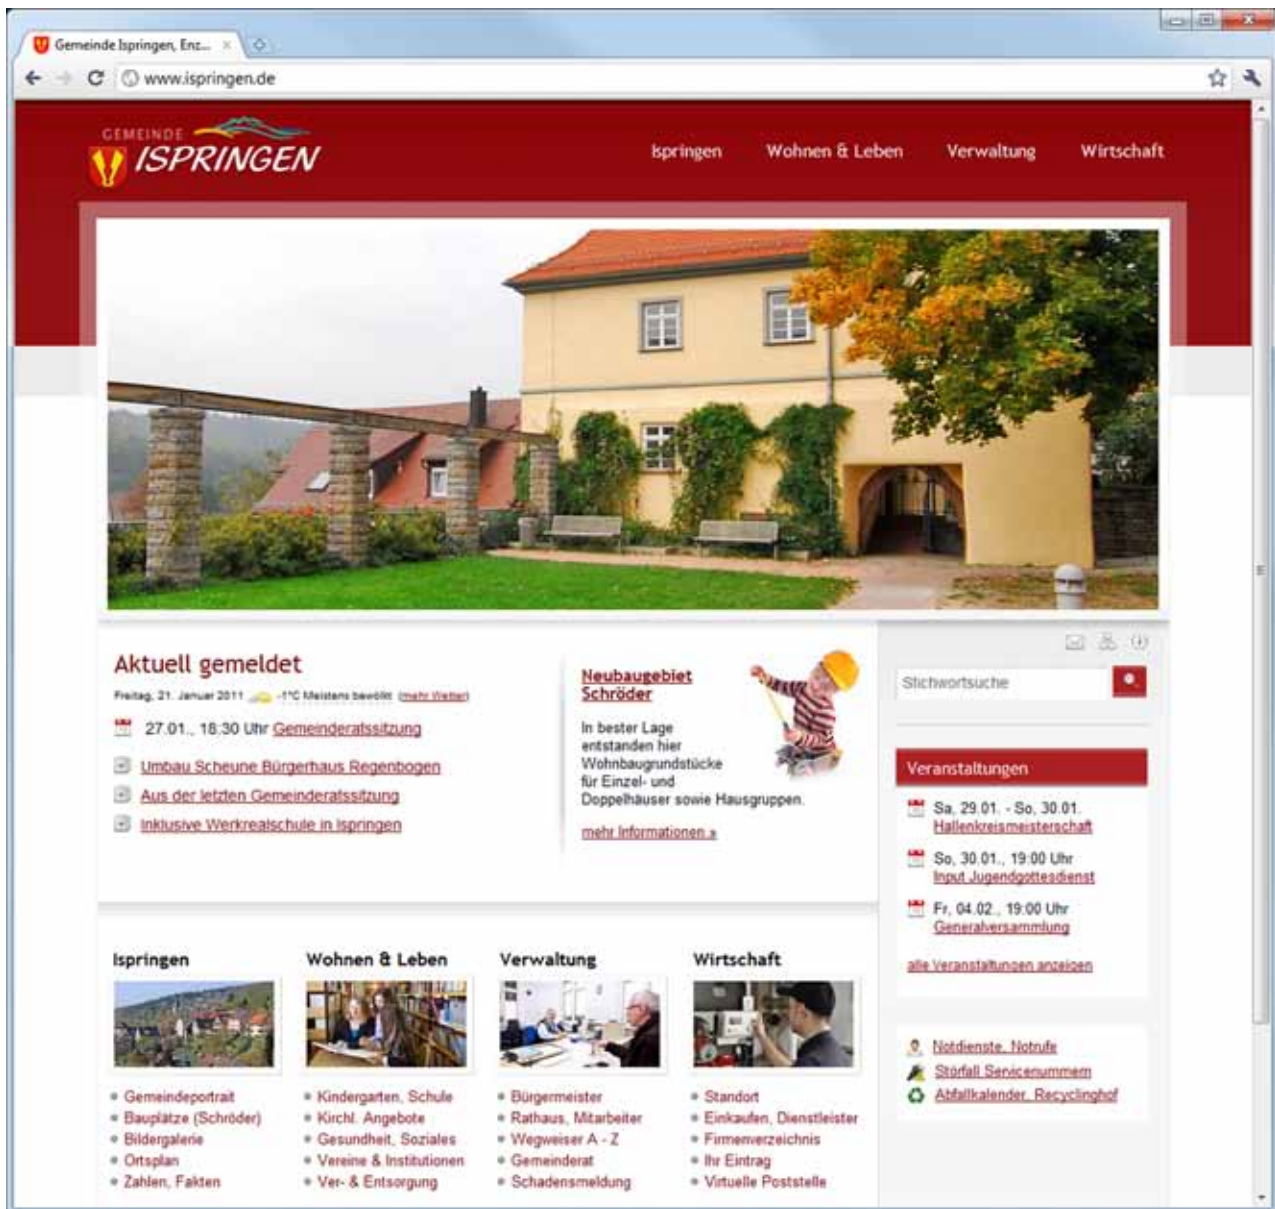 Gemeinde Ispringen, Enz...
www.ispringen.de
GEMEINDE
ISPRINGEN
Ispringen Wohnen & Leben Verwaltung Wirtschaft
Aktuell gemeldet
Freitag, 21. Januar 2011 -1°C Meistens bewölkt (mehr Wetter)
27.01., 18:30 Uhr Gemeinderatssitzung
Umbau Scheune Bürgerhaus Regenbogen
Aus der letzten Gemeinderatssitzung
Inklusive Werkrealschule in Ispringen
Neubaugebiet
Schröder
In bester Lage
entstanden hier
Wohnbaugrundstücke
für Einzel- und
Doppelhäuser sowie Hausgruppen.
mehr Informationen »
Stichwortsuche
Veranstaltungen
Sa, 29.01. - So, 30.01.
Hallenkreismeisterschaft
So, 30.01., 19:00 Uhr
Input Jugendgottesdienst
Fr, 04.02., 19:00 Uhr
Generalversammlung
alle Veranstaltungen anzeigen
Notdienste, Notrufe
Störfall Servicenummern
Abfallkalender, Recyclinghof
Ispringen
Gemeindeportrait
Bauplätze (Schröder)
Bildergalerie
Ortsplan
Zahlen, Fakten
Wohnen & Leben
Kindergarten, Schule
Kirchl. Angebote
Gesundheit, Soziales
Vereine & Institutionen
Ver- & Entsorgung
Verwaltung
Bürgermeister
Rathaus, Mitarbeiter
Wegweiser A - Z
Gemeinderat
Schadensmeldung
Wirtschaft
Standort
Einkaufen, Dienstleister
Firmenverzeichnis
Ihr Eintrag
Virtuelle Poststelle